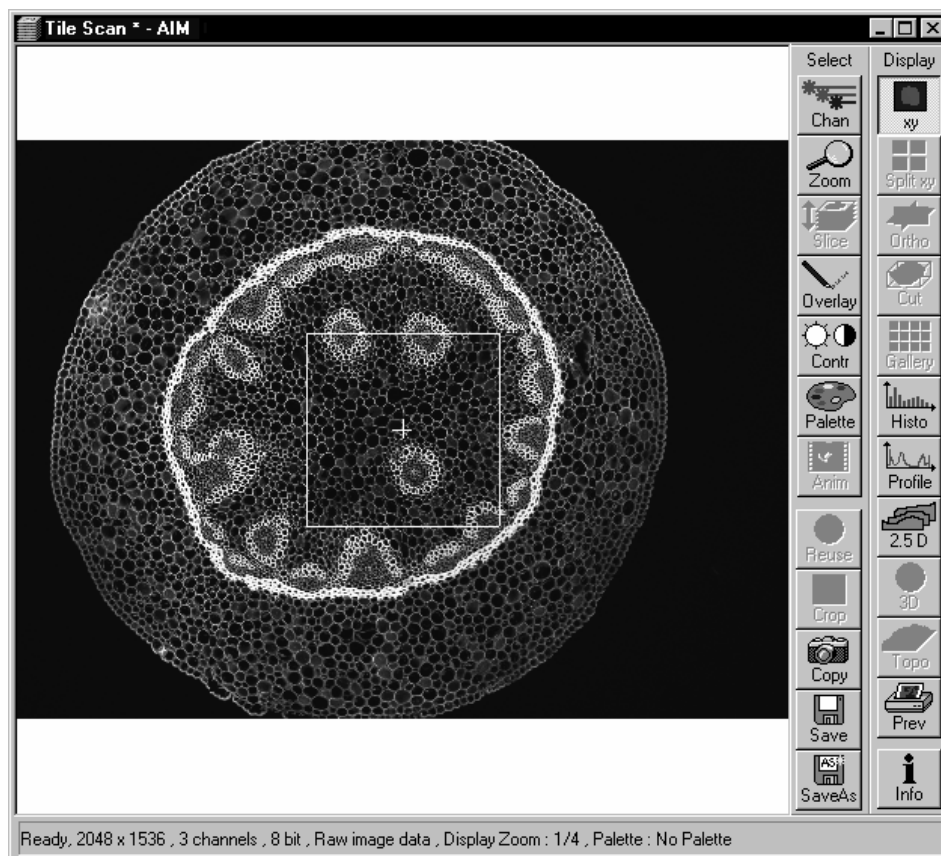 Tile Scan * - AIM
Select
Chan
Zoom
Slice
Overlay
Contr
Palette
Anim
Reuse
Crop
Copy
Save
AS
SaveAs
Display
xy
Split xy
Ortho
Cut
Gallery
Histo
Profile
2.5 D
3D
Topo
Prev
Info
Ready, 2048 x 1536 , 3 channels , 8 bit , Raw image data , Display Zoom : 1/4 , Palette : No Palette